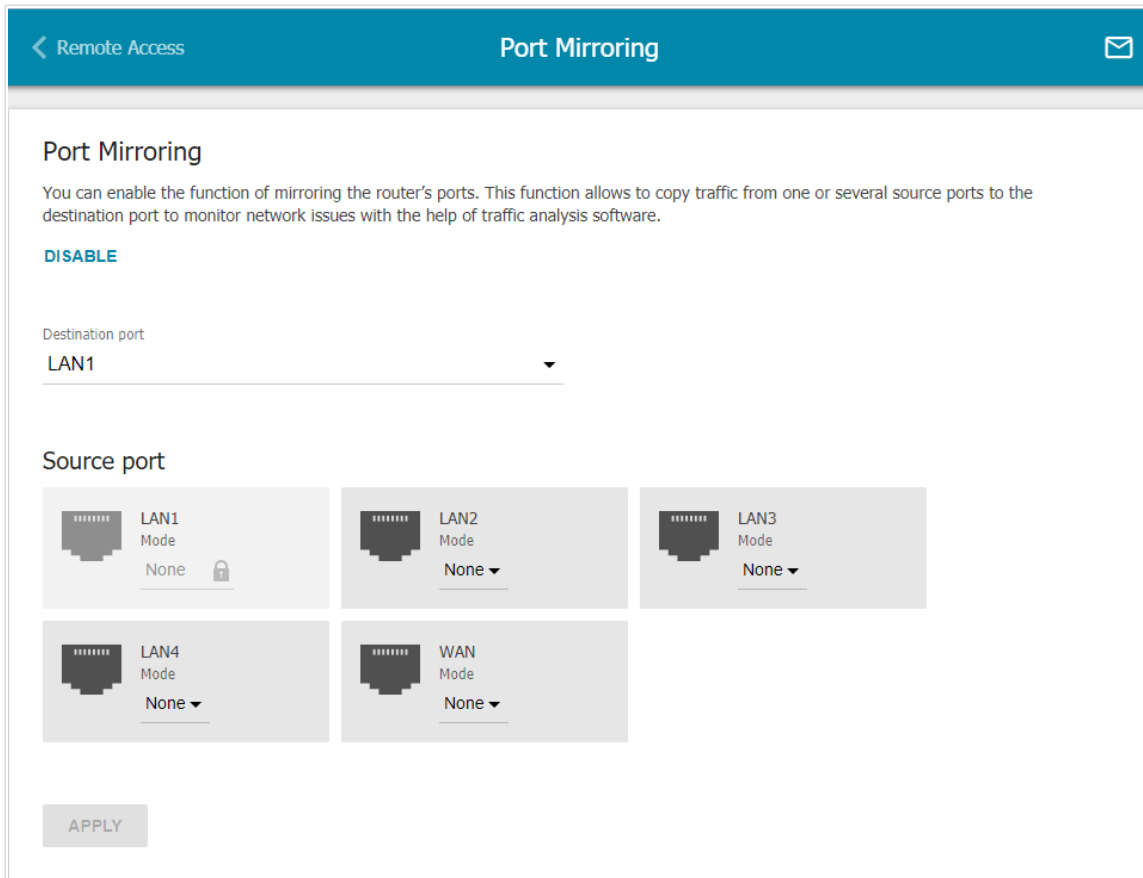 Remote Access
Port Mirroring
Port Mirroring
You can enable the function of mirroring the router's ports. This function allows to copy traffic from one or several source ports to the
destination port to monitor network issues with the help of traffic analysis software.
DISABLE
Destination port
LAN1
Source port
LAN1
Mode
None
LAN2
Mode
None
LAN3
Mode
None
LAN4
Mode
None
WAN
Mode
None
APPLY